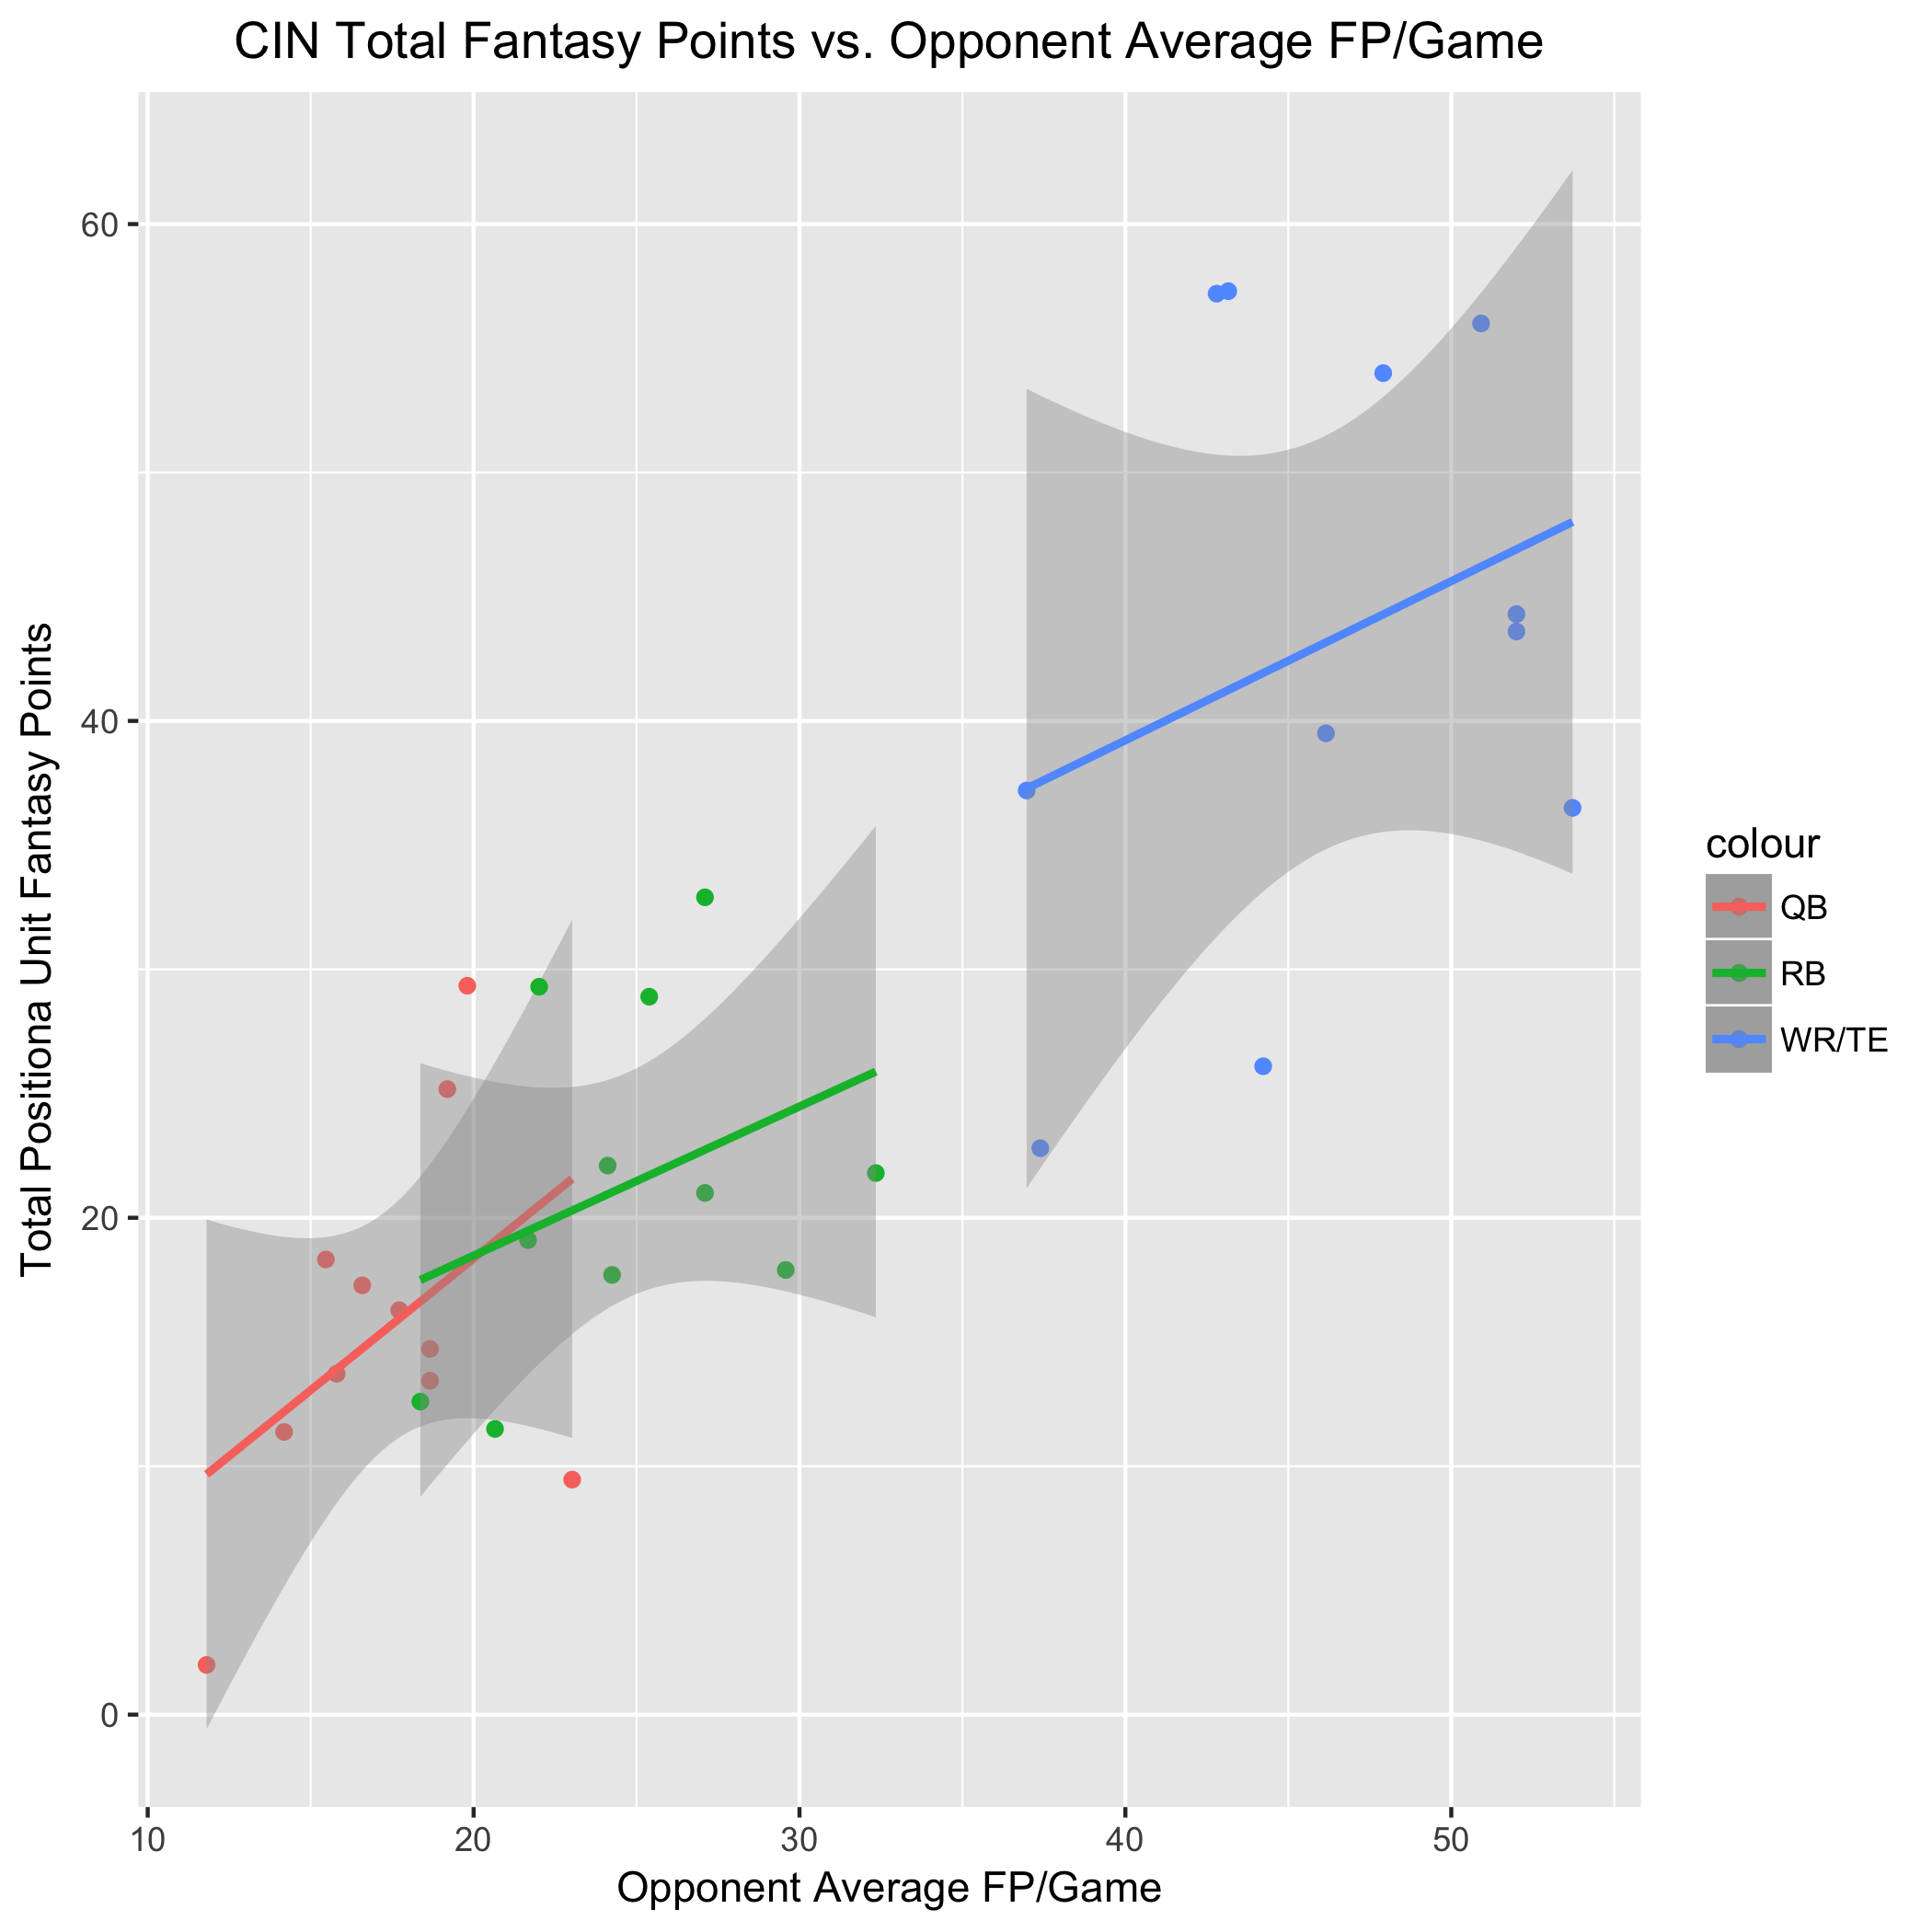 CIN Total Fantasy Points vs. Opponent Average FP/Game
Total Positiona Unit Fantasy Points
60
40
20
0
10
20
30
40
50
Opponent Average FP/Game
colour
QB
RB
WR/TE